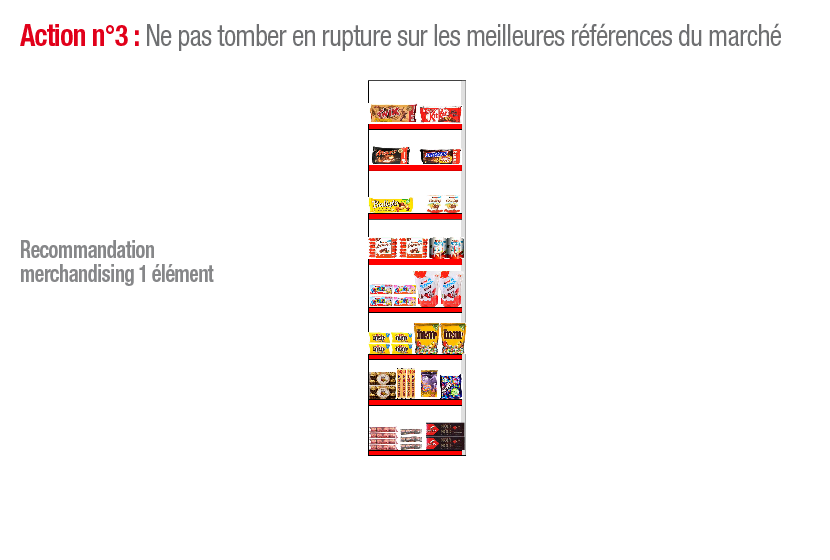 Action n°3 : Ne pas tomber en rupture sur les meilleures références du marché
Recommandation
merchandising 1 élément